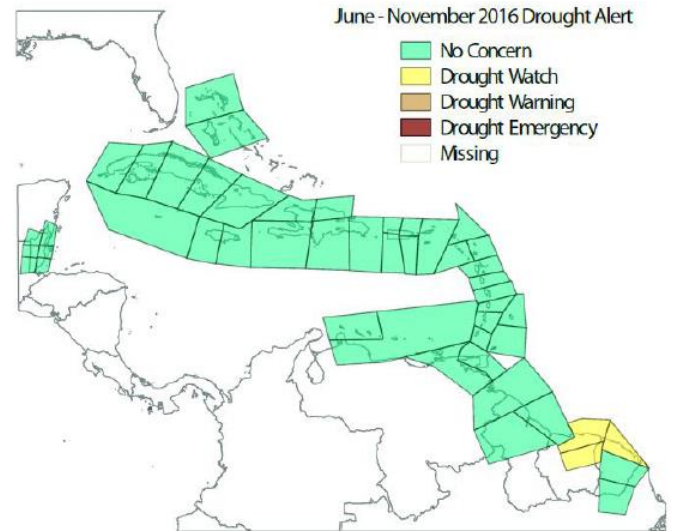 June - November 2016 Drought Alert
No Concern
Drought Watch
Drought Warning
Drought Emergency
Missing